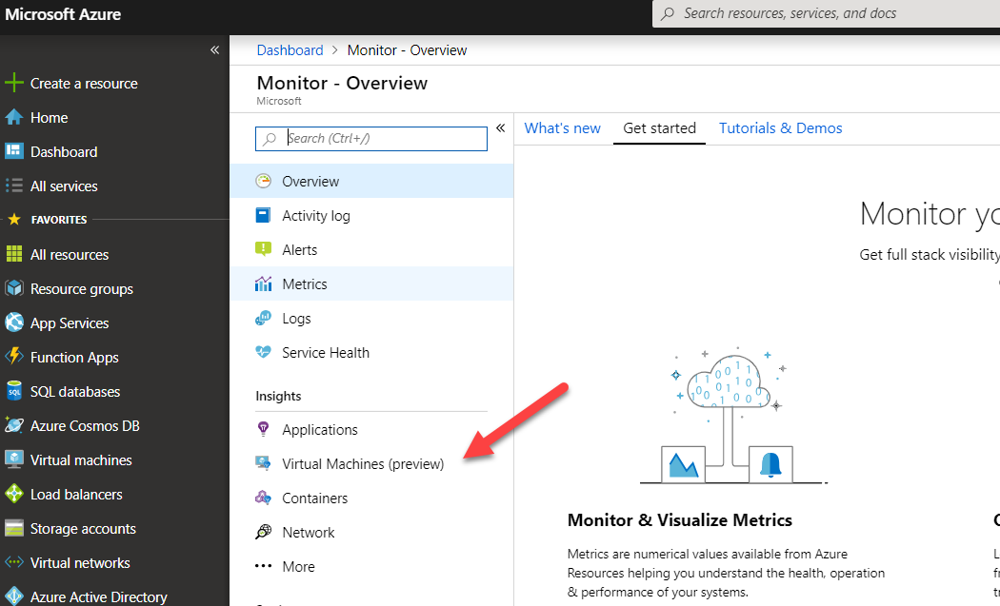 Microsoft Azure
Search resources, services, and docs
«
Create a resource
Home
Dashboard
All services
FAVORITES
All resources
Resource groups
App Services
Function Apps
SQL databases
Azure Cosmos DB
Virtual machines
Load balancers
Storage accounts
Virtual networks
Azure Active Directory
Dashboard > Monitor - Overview
Monitor - Overview
Microsoft
Search (Ctrl+/)
«
Overview
Activity log
Alerts
Metrics
Logs
Service Health
Insights
Applications
Virtual Machines (preview)
Containers
Network
More
What's new
Get started
Tutorials & Demos
Monitor
Get full stack visibility
Monitor & Visualize Metrics
Metrics are numerical values available from Azure
Resources helping you understand the health, operation
& performance of your systems.